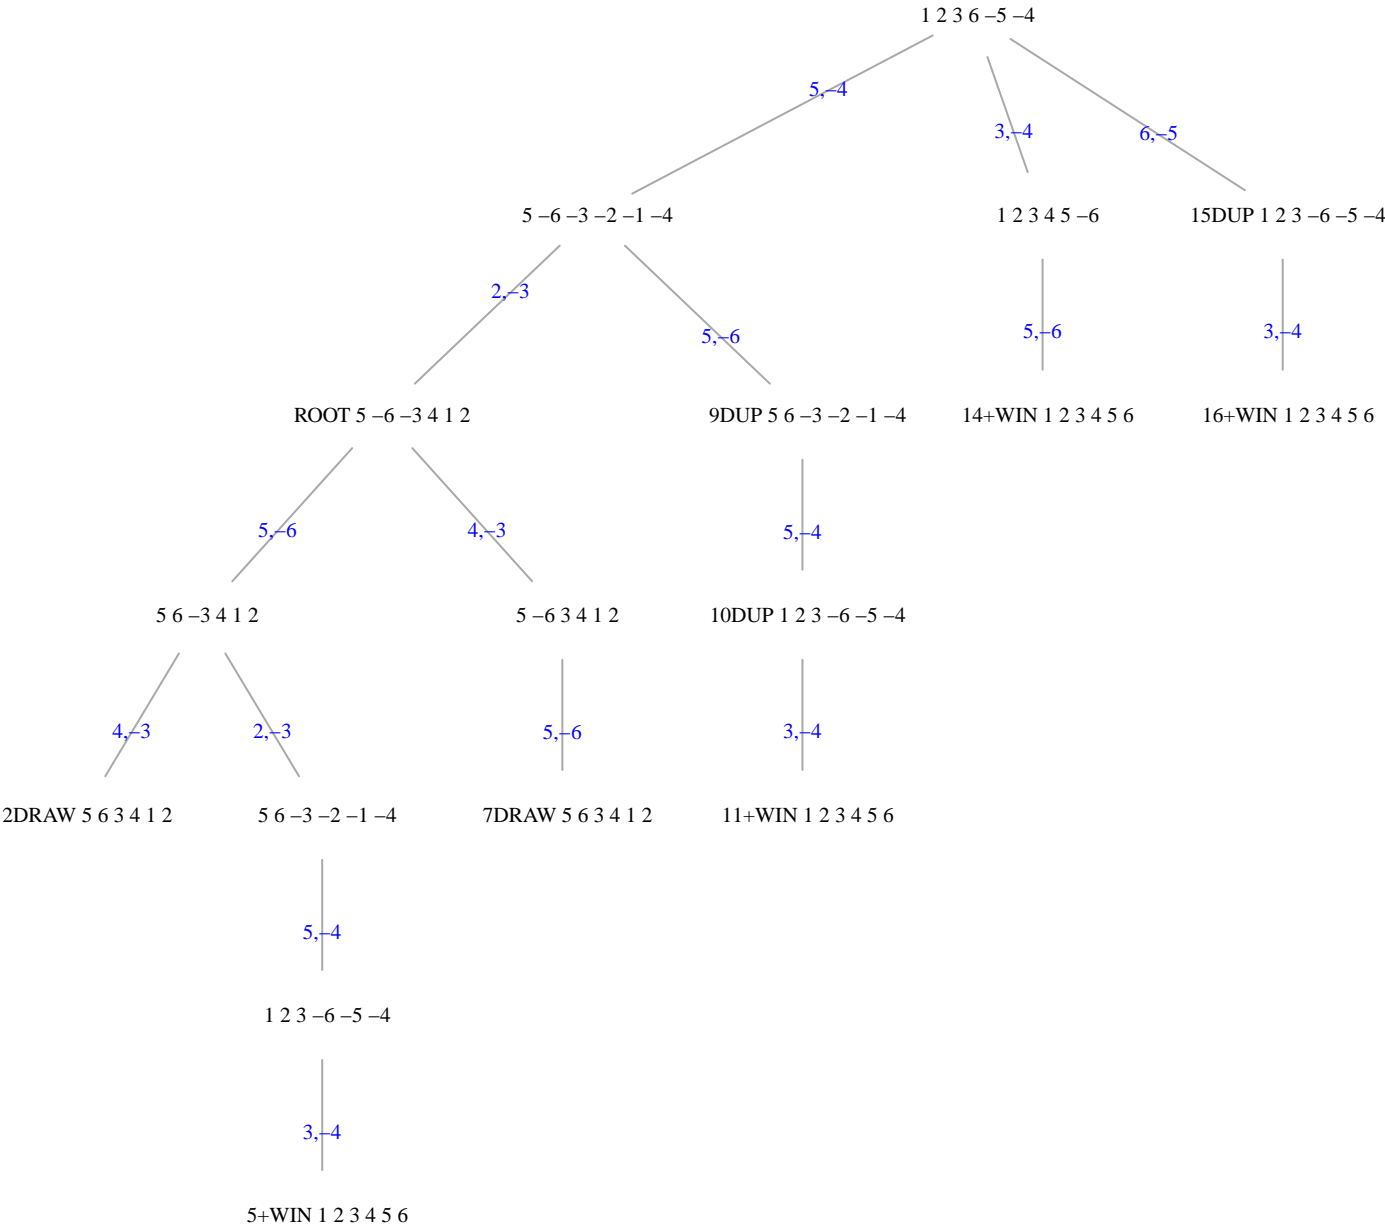 1 2 3 6 –5 –4
5,–4
3,–4
6,–5
5 –6 –3 –2 –1 –4
1 2 3 4 5 –6
15DUP 1 2 3 –6 –5 –4
2,–3
5,–6
5,–6
3,–4
ROOT 5 –6 –3 4 1 2
9DUP 5 6 –3 –2 –1 –4
14+WIN 1 2 3 4 5 6
16+WIN 1 2 3 4 5 6
5,–6
4,–3
5,–4
5 6 –3 4 1 2
5 –6 3 4 1 2
10DUP 1 2 3 –6 –5 –4
4,–3
2,–3
5,–6
3,–4
2DRAW 5 6 3 4 1 2
5 6 –3 –2 –1 –4
7DRAW 5 6 3 4 1 2
11+WIN 1 2 3 4 5 6
5,–4
1 2 3 –6 –5 –4
3,–4
5+WIN 1 2 3 4 5 6